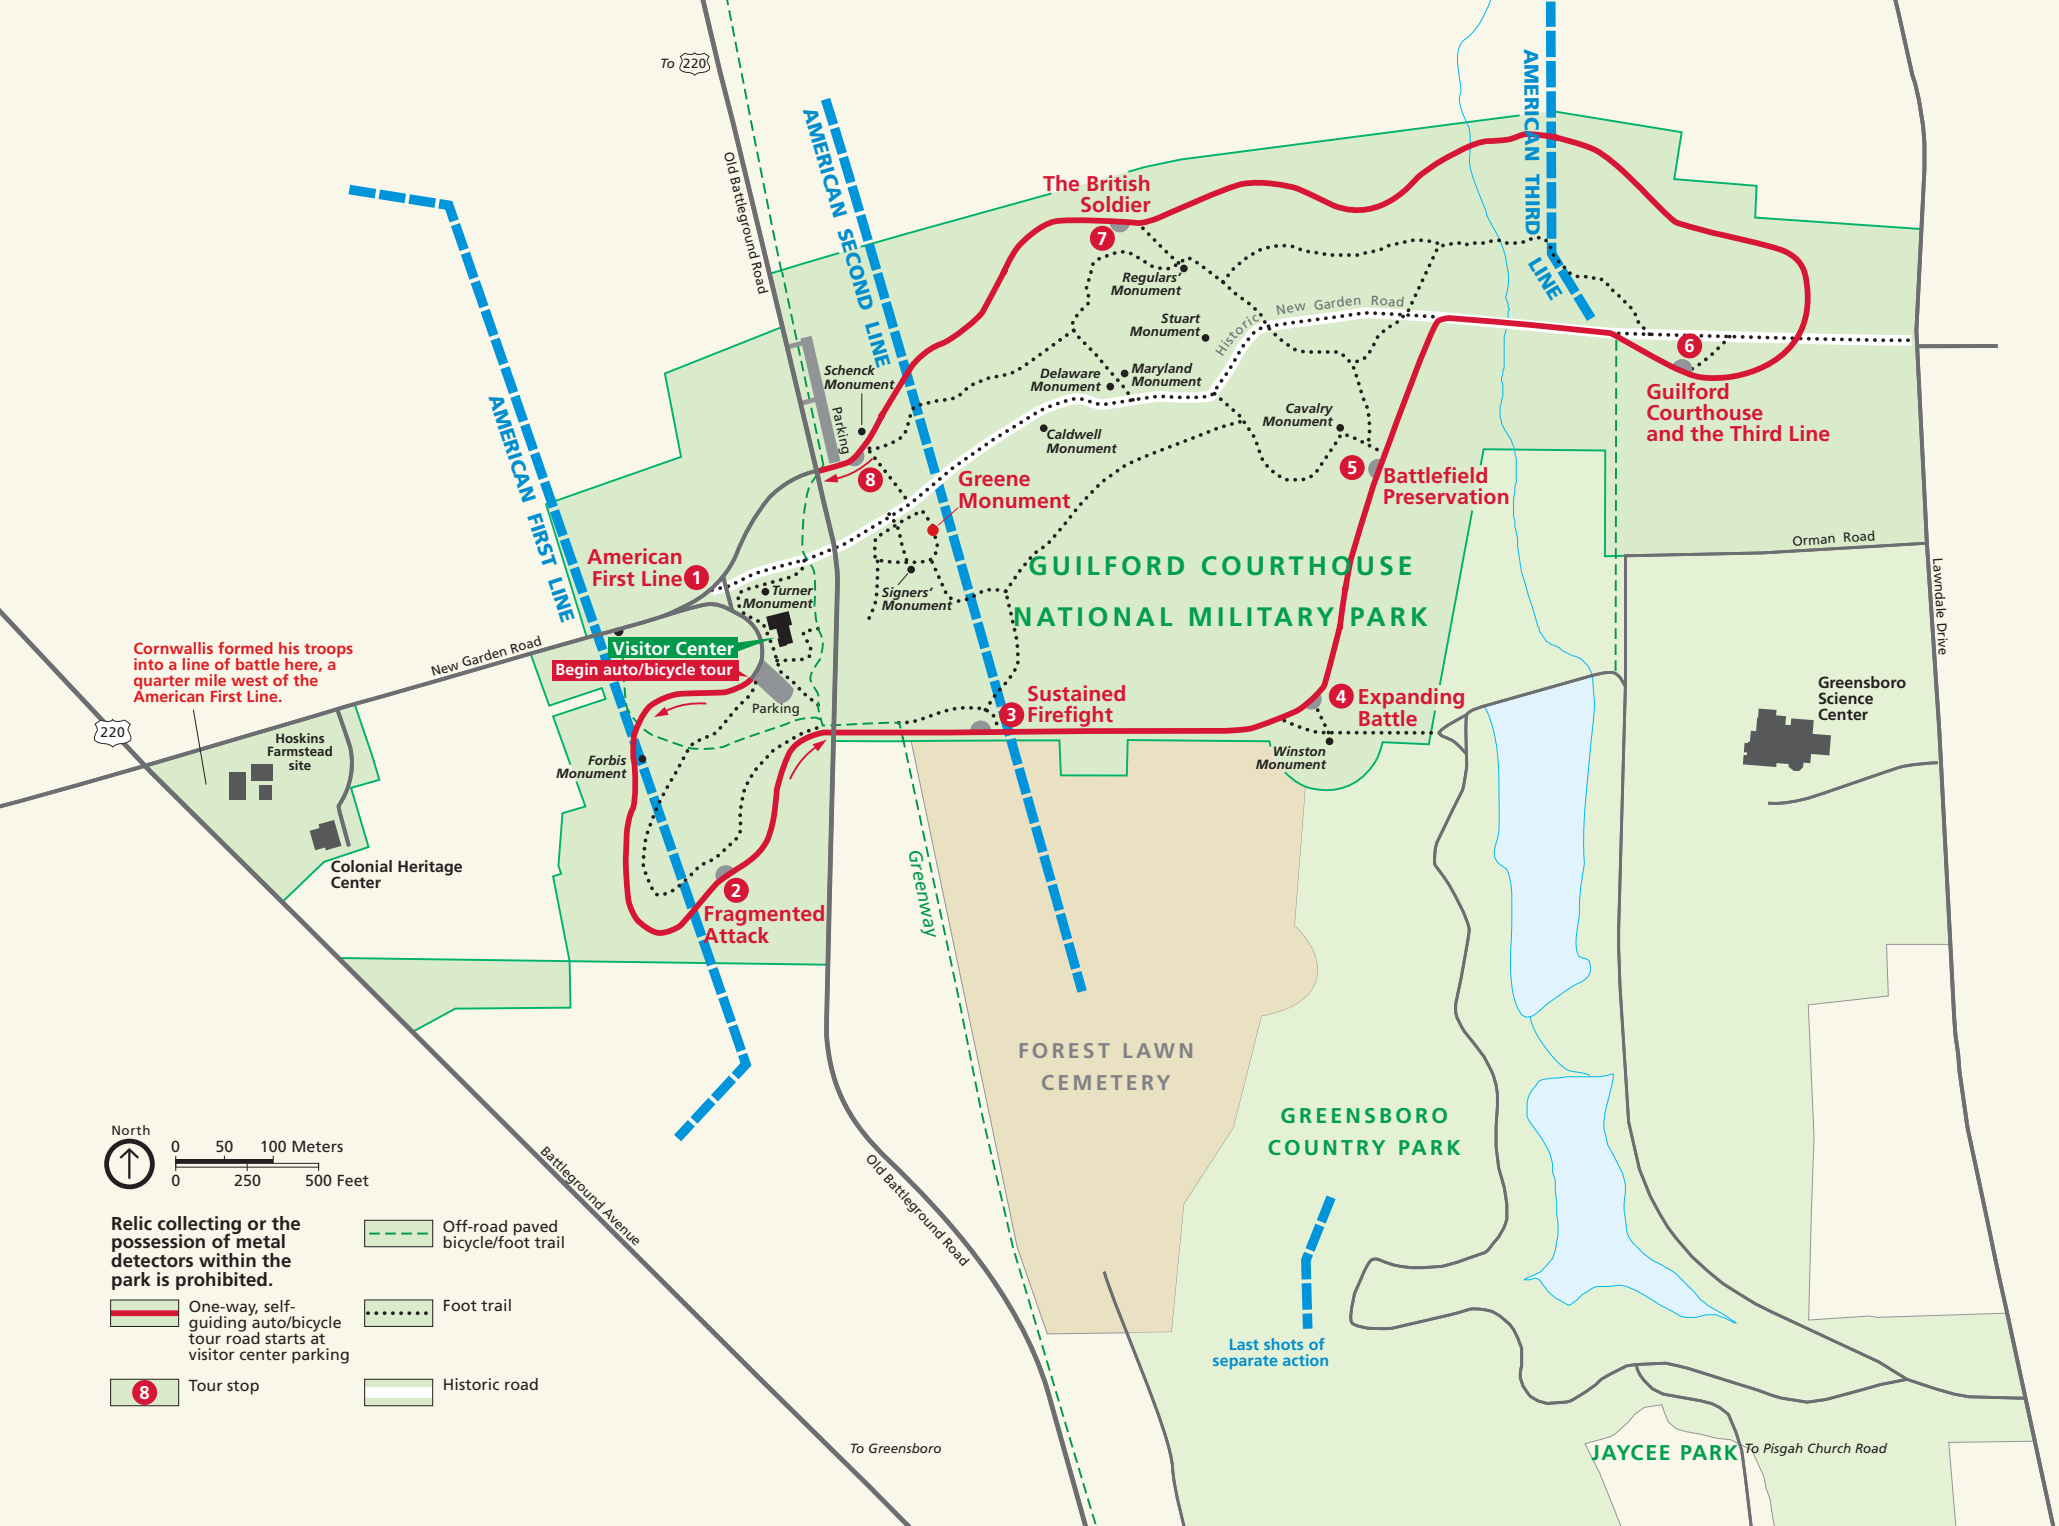 To 220
Old Battleground Road
AMERICAN SECOND LINE
AMERICAN THIRD
LINE
The British
Soldier
7
Regulars'
Monument
Stuart
Monument
Historic New Garden Road
Schenck
Monument
Parking
Delaware
Monument
Maryland
Monument
6
Guilford
Courthouse
and the Third Line
Cavalry
Monument
Caldwell
Monument
5
Battlefield
Preservation
8
Greene
Monument
AMERICAN FIRST LINE
American
First Line
1
Turner
Monument
Signers'
Monument
GUILFORD COURTHOUSE
NATIONAL MILITARY PARK
Orman Road
Lawndale Drive
Visitor Center
Begin auto/bicycle tour
New Garden Road
Cornwallis formed his troops
into a line of battle here, a
quarter mile west of the
American First Line.
220
Parking
3
Sustained
Firefight
4
Expanding
Battle
Greensboro
Science
Center
Hoskins
Farmstead
site
Forbis
Monument
Winston
Monument
Colonial Heritage
Center
2
Fragmented
Attack
Greenway
FOREST LAWN
CEMETERY
GREENSBORO
COUNTRY PARK
North
0 50 100 Meters
0 250 500 Feet
Battleground Avenue
Old Battleground Road
Relic collecting or the
possession of metal
detectors within the
park is prohibited.
Off-road paved
bicycle/foot trail
One-way, self-
guiding auto/bicycle
tour road starts at
visitor center parking
Foot trail
8
Tour stop
Historic road
Last shots of
separate action
To Greensboro
JAYCEE PARK
To Pisgah Church Road